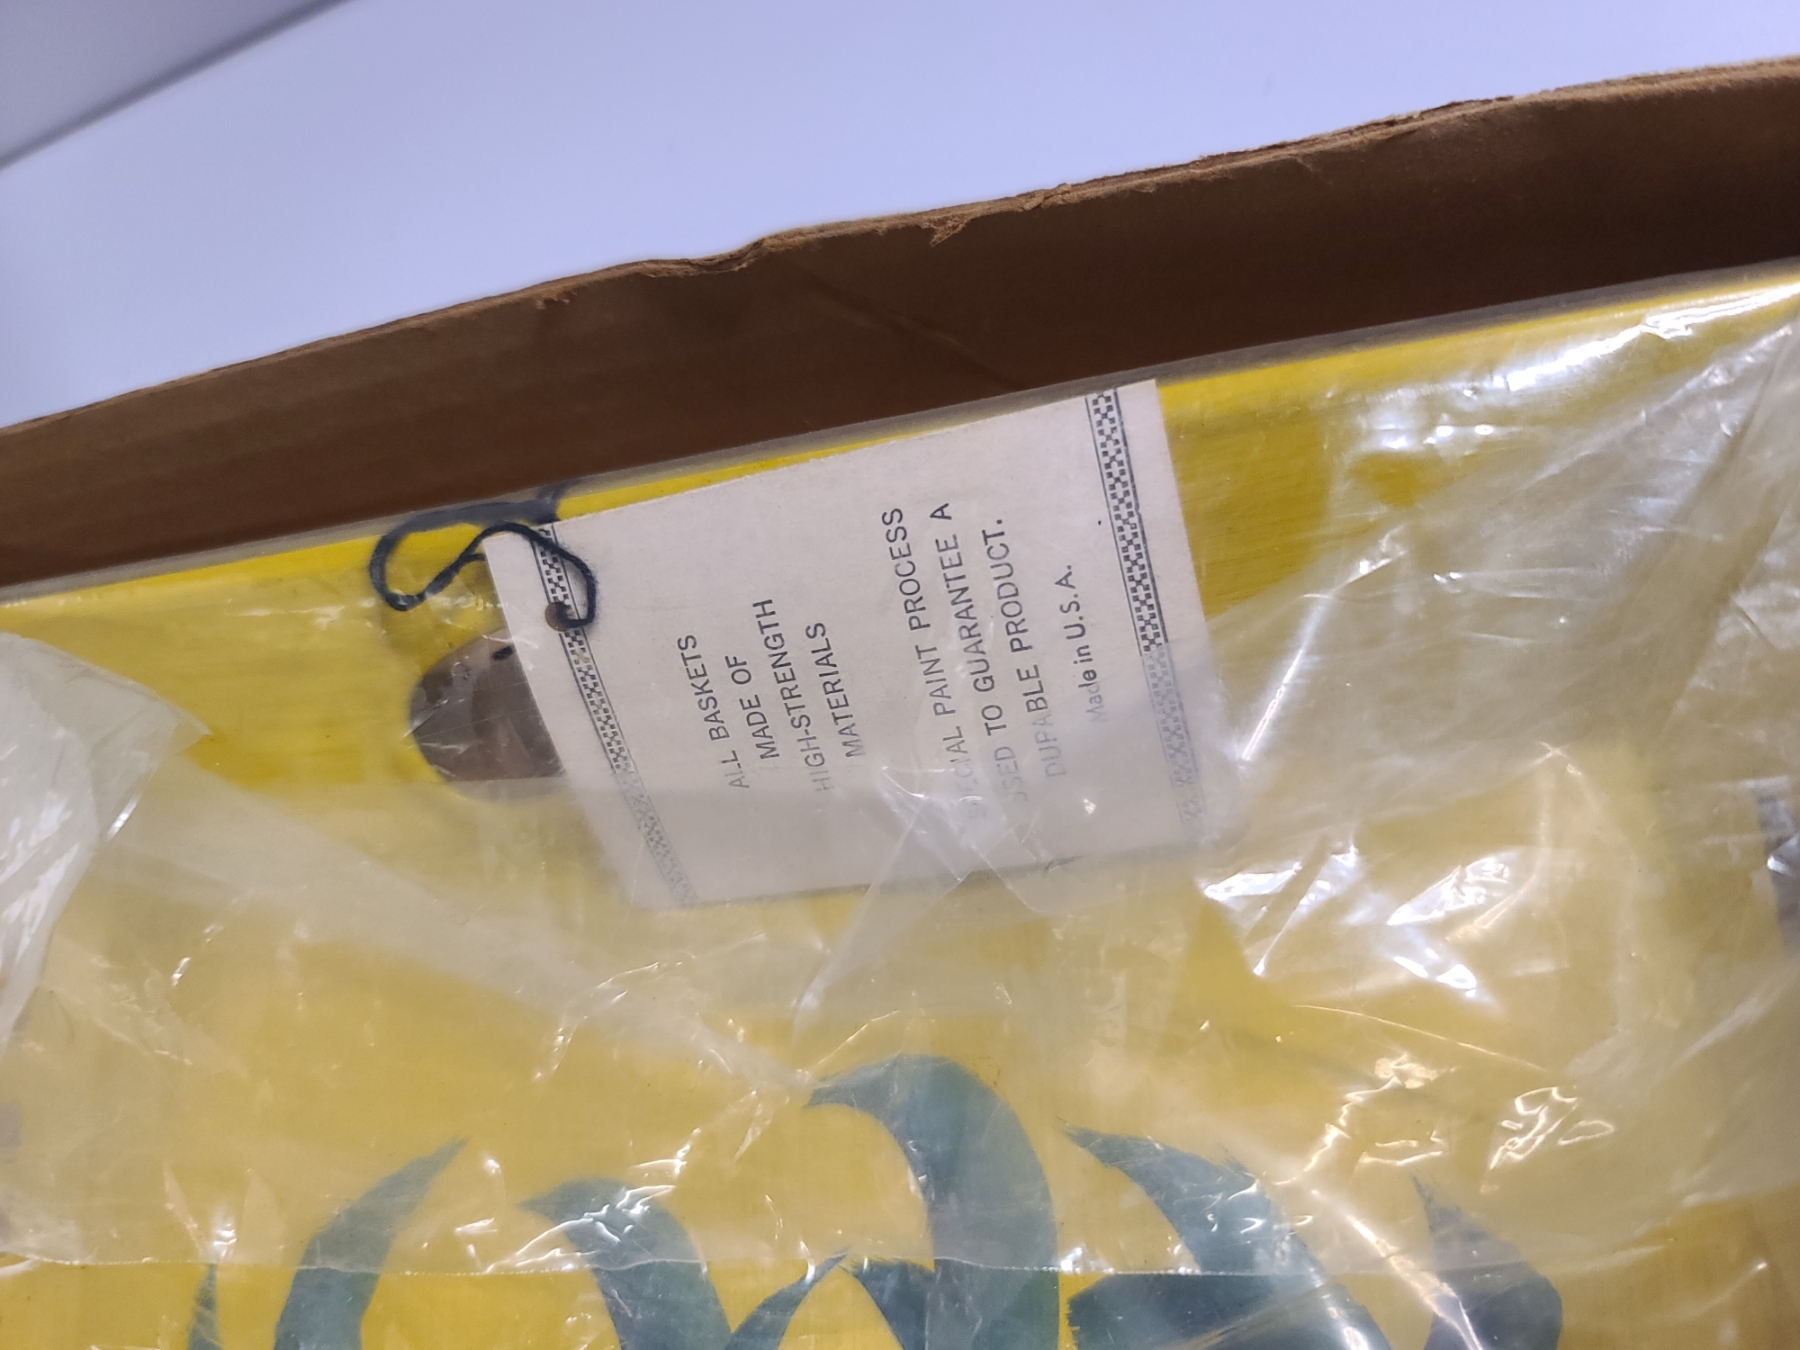 ALL BASKETS
MADE OF
HIGH-STRENGTH
MATERIALS
SPECIAL PAINT PROCESS
USED TO GUARANTEE A
DURABLE PRODUCT.
Made in U.S.A.